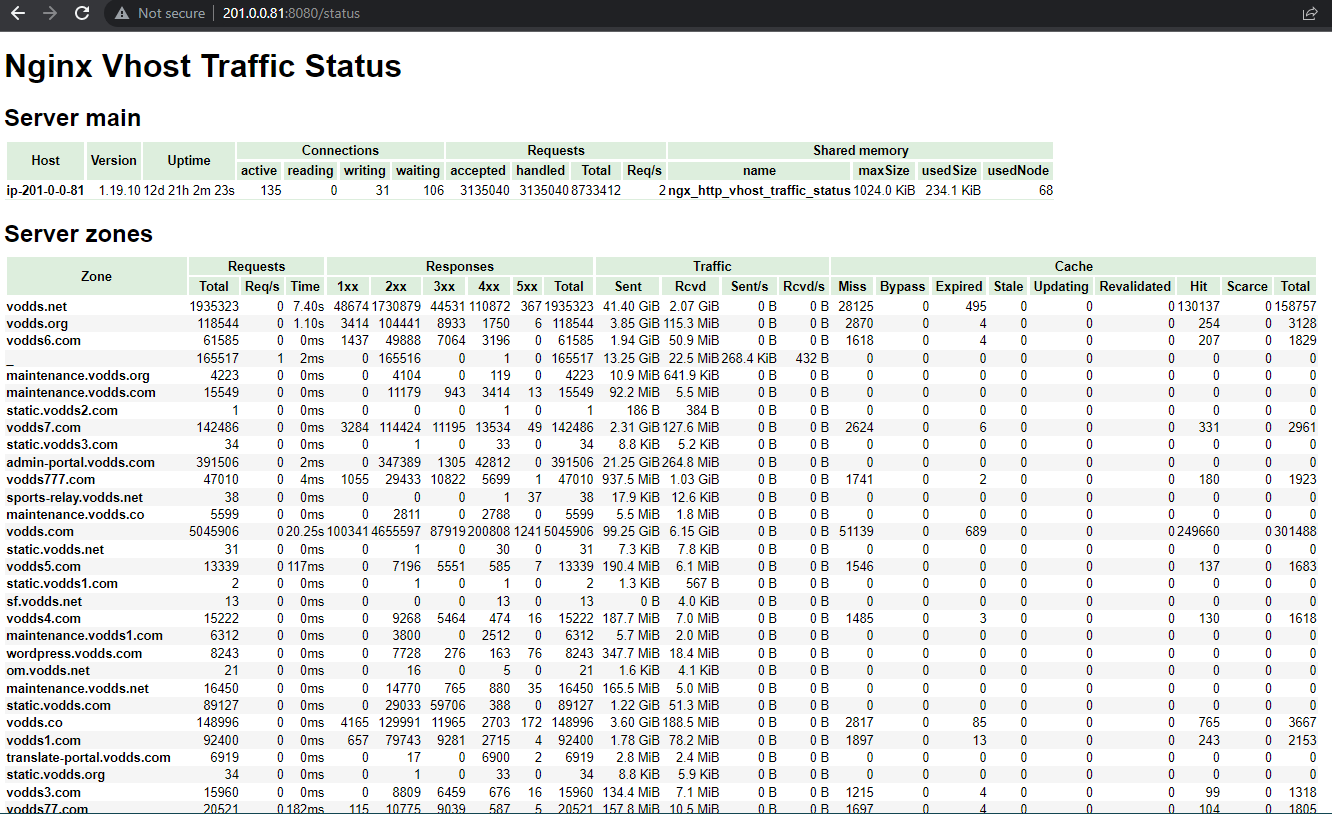 Not secure | 201.0.0.81:8080/status
Nginx Vhost Traffic Status
Server main
Host Version Uptime Connections Requests Shared memory
active reading writing waiting accepted handled Total Req/s name maxSize usedSize usedNode
ip-201-0-0-81 1.19.10 12d 21h 2m 23s 135 0 31 106 3135040 3135040 8733412 2 ngx_http_vhost_traffic_status 1024.0 KiB 234.1 KiB 68
Server zones
Zone Requests Responses Traffic Cache
Total Req/s Time 1xx 2xx 3xx 4xx 5xx Total Sent Rcvd Sent/s Rcvd/s Miss Bypass Expired Stale Updating Revalidated Hit Scarce Total
vodds.net 1935323 0 7.40s 48674 1730879 44531 110872 367 1935323 41.40 GiB 2.07 GiB 0 B 0 B 28125 0 495 0 0 0 130137 0 158757
vodds.org 118544 0 1.10s 3414 104441 8933 1750 6 118544 3.85 GiB 115.3 MiB 0 B 0 B 2870 0 4 0 0 0 254 0 3128
vodds6.com 61585 0 0ms 1437 49888 7064 3196 0 61585 1.94 GiB 50.9 MiB 0 B 0 B 1618 0 4 0 0 0 207 0 1829
_ 165517 1 2ms 0 165516 0 1 0 165517 13.25 GiB 22.5 MiB 268.4 KiB 432 B 0 0 0 0 0 0 0 0 0
maintenance.vodds.org 4223 0 0ms 0 4104 0 119 0 4223 10.9 MiB 641.9 KiB 0 B 0 B 0 0 0 0 0 0 0 0 0
maintenance.vodds.com 15549 0 0ms 0 11179 943 3414 13 15549 92.2 MiB 5.5 MiB 0 B 0 B 0 0 0 0 0 0 0 0 0
static.vodds2.com 1 0 0ms 0 0 0 1 0 1 186 B 384 B 0 B 0 B 0 0 0 0 0 0 0 0 0
vodds7.com 142486 0 0ms 3284 114424 11195 13534 49 142486 2.31 GiB 127.6 MiB 0 B 0 B 2624 0 6 0 0 0 331 0 2961
static.vodds3.com 34 0 0ms 0 1 0 33 0 34 8.8 KiB 5.2 KiB 0 B 0 B 0 0 0 0 0 0 0 0 0
admin-portal.vodds.com 391506 0 2ms 0 347389 1305 42812 0 391506 21.25 GiB 264.8 MiB 0 B 0 B 0 0 0 0 0 0 0 0 0
vodds777.com 47010 0 4ms 1055 29433 10822 5699 1 47010 937.5 MiB 1.03 GiB 0 B 0 B 1741 0 2 0 0 0 180 0 1923
sports-relay.vodds.net 38 0 0ms 0 0 0 1 37 38 17.9 KiB 12.6 KiB 0 B 0 B 0 0 0 0 0 0 0 0 0
maintenance.vodds.co 5599 0 0ms 0 2811 0 2788 0 5599 5.5 MiB 1.8 MiB 0 B 0 B 0 0 0 0 0 0 0 0 0
vodds.com 5045906 0 20.25s 100341 4655597 87919 200808 1241 5045906 99.25 GiB 6.15 GiB 0 B 0 B 51139 0 689 0 0 0 249660 0 301488
static.vodds.net 31 0 0ms 0 1 0 30 0 31 7.3 KiB 7.8 KiB 0 B 0 B 0 0 0 0 0 0 0 0 0
vodds5.com 13339 0 117ms 0 7196 5551 585 7 13339 190.4 MiB 6.1 MiB 0 B 0 B 1546 0 0 0 0 0 137 0 1683
static.vodds1.com 2 0 0ms 0 1 0 1 0 2 1.3 KiB 567 B 0 B 0 B 0 0 0 0 0 0 0 0 0
sf.vodds.net 13 0 0ms 0 0 0 13 0 13 0 B 4.0 KiB 0 B 0 B 0 0 0 0 0 0 0 0 0
vodds4.com 15222 0 0ms 0 9268 5464 474 16 15222 187.7 MiB 7.0 MiB 0 B 0 B 1485 0 3 0 0 0 130 0 1618
maintenance.vodds1.com 6312 0 0ms 0 3800 0 2512 0 6312 5.7 MiB 2.0 MiB 0 B 0 B 0 0 0 0 0 0 0 0 0
wordpress.vodds.com 8243 0 0ms 0 7728 276 163 76 8243 347.7 MiB 18.4 MiB 0 B 0 B 0 0 0 0 0 0 0 0 0
om.vodds.net 21 0 0ms 0 16 0 5 0 21 1.6 KiB 4.1 KiB 0 B 0 B 0 0 0 0 0 0 0 0 0
maintenance.vodds.net 16450 0 0ms 0 14770 765 880 35 16450 165.5 MiB 5.0 MiB 0 B 0 B 0 0 0 0 0 0 0 0 0
static.vodds.com 89127 0 0ms 0 29033 59706 388 0 89127 1.22 GiB 51.3 MiB 0 B 0 B 0 0 0 0 0 0 0 0 0
vodds.co 148996 0 0ms 4165 129991 11965 2703 172 148996 3.60 GiB 188.5 MiB 0 B 0 B 2817 0 85 0 0 0 765 0 3667
vodds1.com 92400 0 0ms 657 79743 9281 2715 4 92400 1.78 GiB 78.2 MiB 0 B 0 B 1897 0 13 0 0 0 243 0 2153
translate-portal.vodds.com 6919 0 0ms 0 17 0 6900 2 6919 2.8 MiB 2.4 MiB 0 B 0 B 0 0 0 0 0 0 0 0 0
static.vodds.org 34 0 0ms 0 1 0 33 0 34 8.8 KiB 5.9 KiB 0 B 0 B 0 0 0 0 0 0 0 0 0
vodds3.com 15960 0 0ms 0 8809 6459 676 16 15960 134.4 MiB 7.1 MiB 0 B 0 B 1215 0 4 0 0 0 99 0 1318
vodds77.com 20521 0 182ms 115 10775 9039 587 5 20521 157.8 MiB 10.5 MiB 0 B 0 B 1697 0 4 0 0 0 104 0 1805